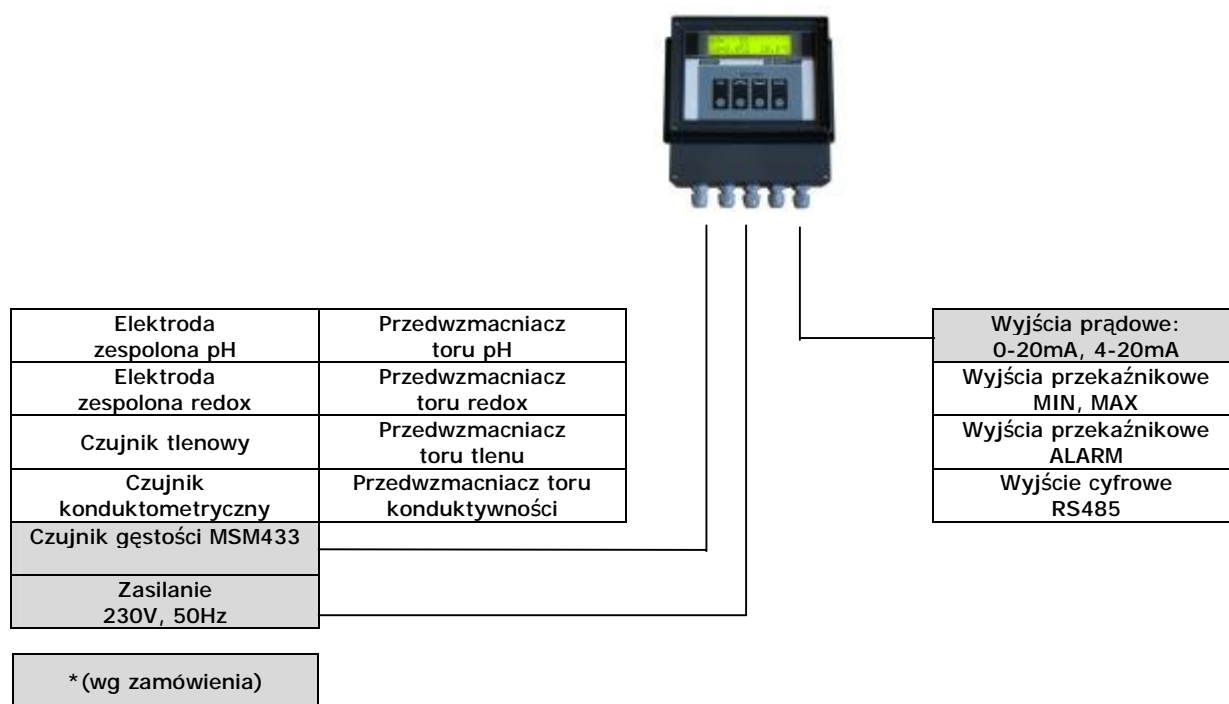 Elektroda
zespolona pH
Przedwzmacniacz
toru pH
Elektroda
zespolona redox
Przedwzmacniacz
toru redox
Czujnik tlenowy
Przedwzmacniacz
toru tlenu
Czujnik
konduktometryczny
Przedwzmacniacz toru
konduktywności
Czujnik gęstości MSM433
Zasilanie
230V, 50Hz
*(wg zamówienia)
Wyjścia prądowe:
0-20mA, 4-20mA
Wyjścia przekaźnikowe
MIN, MAX
Wyjścia przekaźnikowe
ALARM
Wyjście cyfrowe
RS485